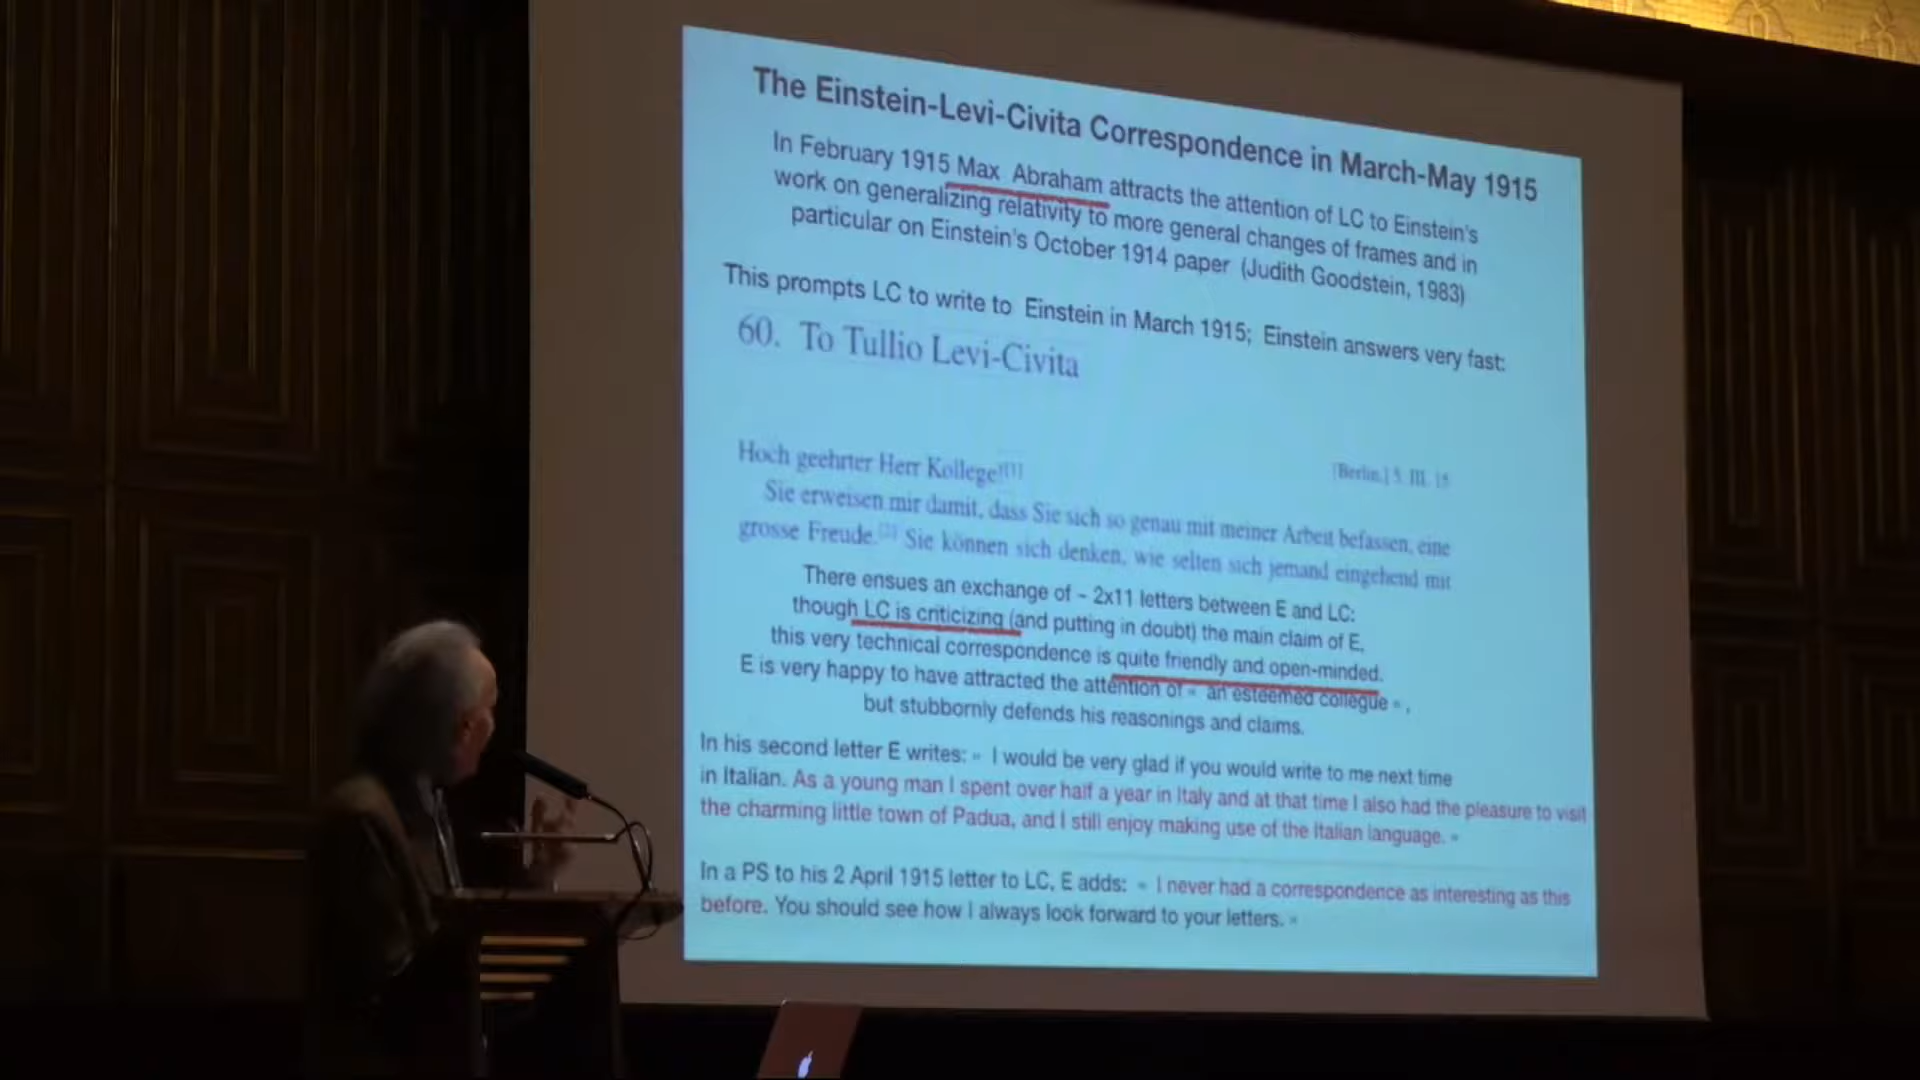 The Einstein-Levi-Civita Correspondence in March-May 1915
In February 1915 Max Abraham attracts the attention of LC to Einstein's
work on generalizing relativity to more general changes of frames and in
particular on Einstein's October 1914 paper (Judith Goodstein, 1983)
This prompts LC to write to Einstein in March 1915; Einstein answers very fast:
60. To Tullio Levi-Civita
[Berlin,] 5. III. 15
Hoch geehrter Herr Kollege![1]
Sie erweisen mir damit, dass Sie sich so genau mit meiner Arbeit befassen, eine
grosse Freude.[2] Sie können sich denken, wie selten sich jemand eingehend mit
There ensues an exchange of ~ 2x11 letters between E and LC:
though LC is criticizing (and putting in doubt) the main claim of E,
this very technical correspondence is quite friendly and open-minded.
E is very happy to have attracted the attention of « an esteemed collegue »,
but stubbornly defends his reasonings and claims.
In his second letter E writes: « I would be very glad if you would write to me next time
in Italian. As a young man I spent over half a year in Italy and at that time I also had the pleasure to visit
the charming little town of Padua, and I still enjoy making use of the Italian language. »
In a PS to his 2 April 1915 letter to LC, E adds: « I never had a correspondence as interesting as this
before. You should see how I always look forward to your letters. »